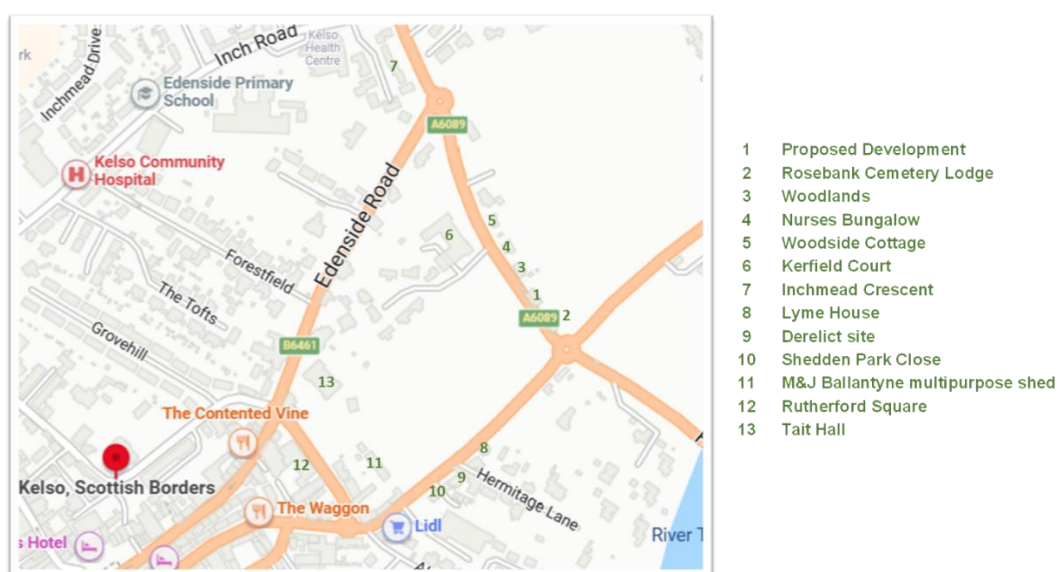 rk
Inchmead Drive
Inch Road
Kelso
Health
Centre
7
Edenside Primary
School
A6089
Kelso Community
Hospital
Edenside Road
5
6
4
3
Forestfield
1
The Tofts
A6089
2
Grovehill
B6461
13
The Contented Vine
8
12
11
9
Kelso, Scottish Borders
10
Hermitage Lane
The Waggon
Lidl
River T
s Hotel
1 Proposed Development
2 Rosebank Cemetery Lodge
3 Woodlands
4 Nurses Bungalow
5 Woodside Cottage
6 Kerfield Court
7 Inchmead Crescent
8 Lyme House
9 Derelict site
10 Shedden Park Close
11 M&J Ballantyne multipurpose shed
12 Rutherford Square
13 Tait Hall